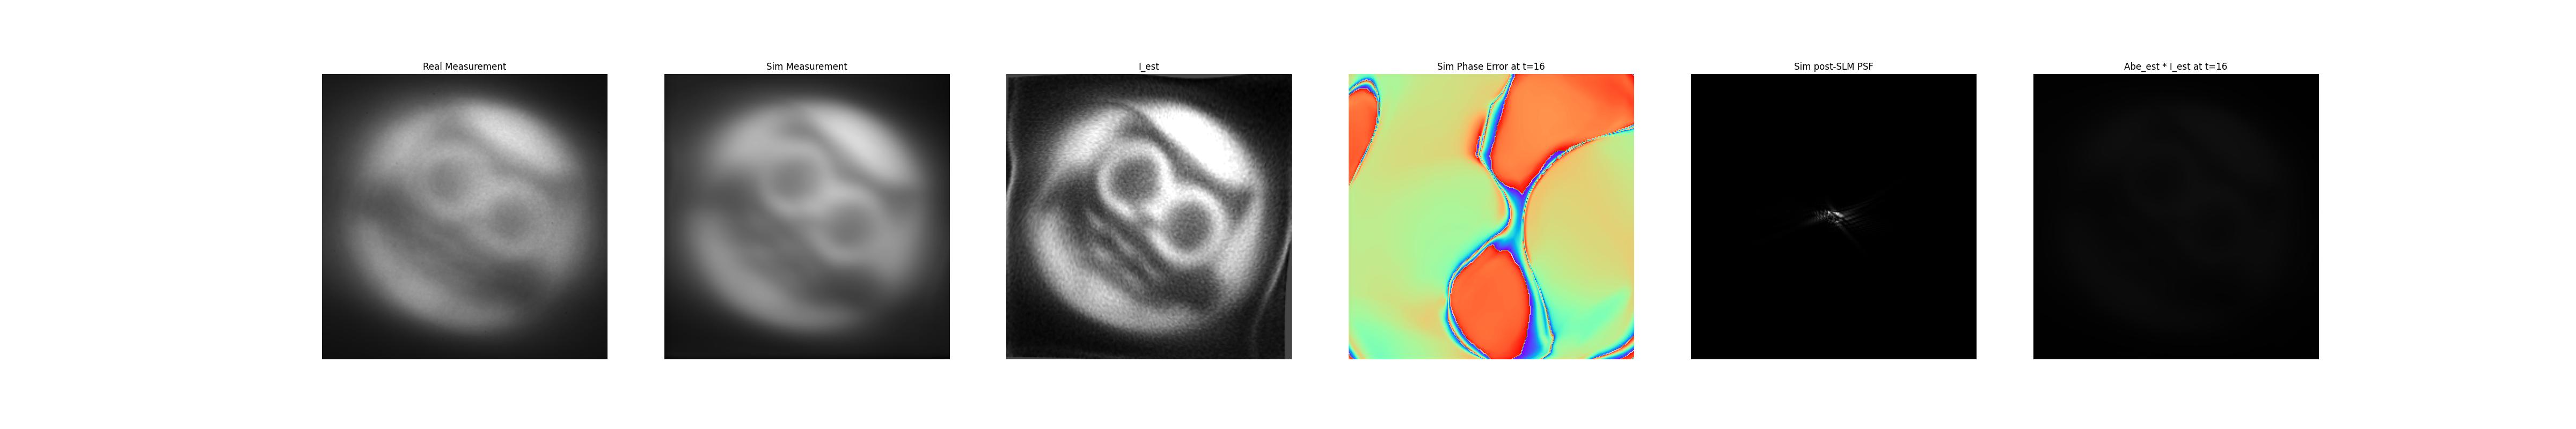 Real Measurement
Sim Measurement
I_est
Sim Phase Error at t=16
Sim post-SLM PSF
Abe_est * I_est at t=16